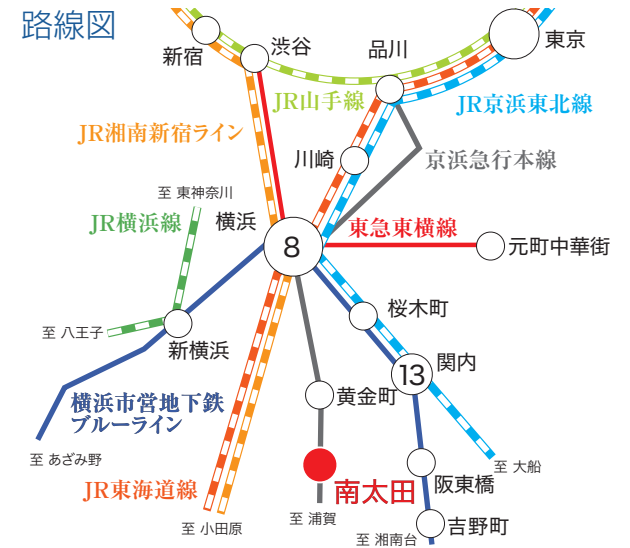 路線図
新宿
渋谷
品川
東京
JR山手線
JR京浜東北線
JR湘南新宿ライン
川崎
京浜急行本線
至 東神奈川
JR横浜線
横浜
東急東横線
8
元町中華街
桜木町
至 八王子
新横浜
関内
13
黄金町
横浜市営地下鉄
ブルーライン
至 あざみ野
至 大船
JR東海道線
南太田
阪東橋
至 小田原
至 浦賀
吉野町
至 湘南台